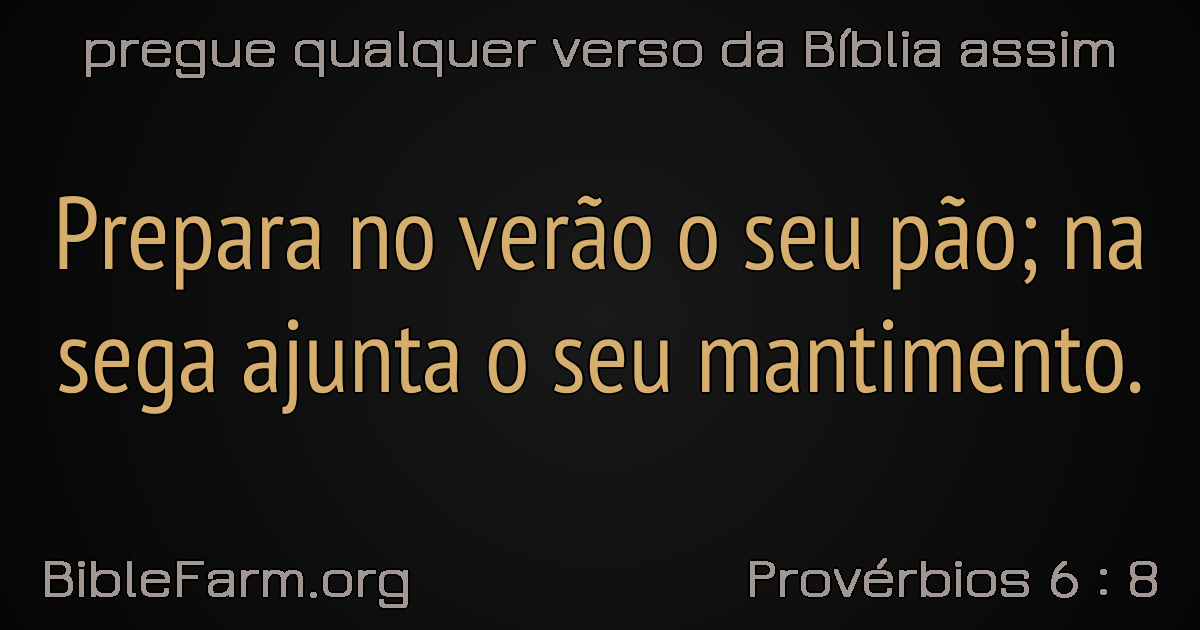 pregue qualquer verso da Bíblia assim
Prepara no verão o seu pão; na
sega ajunta o seu mantimento.
BibleFarm.org
Provérbios 6 : 8